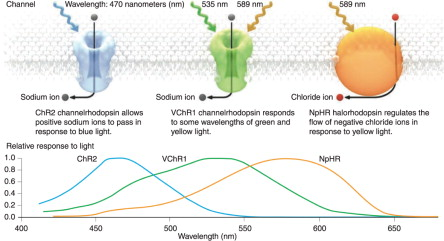 Channel Wavelength: 470 nanometers (nm) 535 nm 589 nm 589 nm
Sodium ion Sodium ion Chloride ion
ChR2 channelrhodopsin allows
positive sodium ions to pass in
response to blue light.
VChR1 channelrhodopsin responds
to some wavelengths of green and
yellow light.
NpHR halorhodopsin regulates the
flow of negative chloride ions in
response to yellow light.
Relative response to light
ChR2 VChR1 NpHR
1.0
0.8
0.6
0.4
0.2
0
400 450 500 550 600 650
Wavelength (nm)